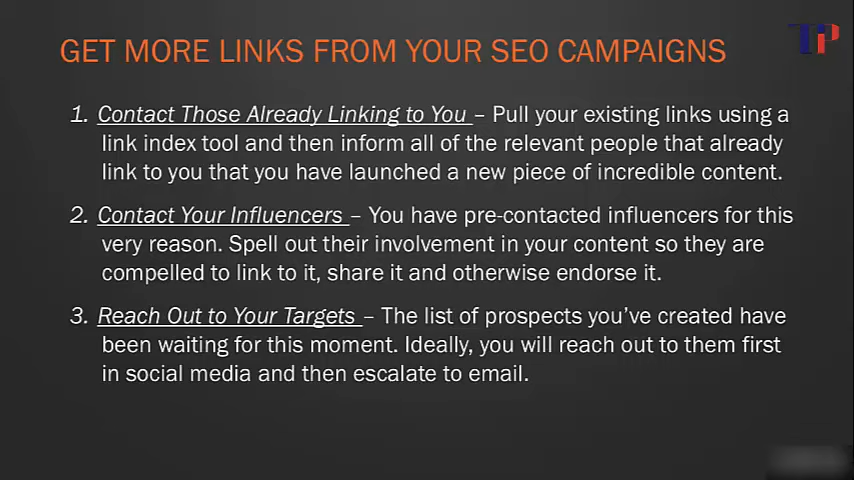 GET MORE LINKS FROM YOUR SEO CAMPAIGNS
TIP
1. Contact Those Already Linking to You – Pull your existing links using a
link index tool and then inform all of the relevant people that already
link to you that you have launched a new piece of incredible content.
2. Contact Your Influencers – You have pre-contacted influencers for this
very reason. Spell out their involvement in your content so they are
compelled to link to it, share it and otherwise endorse it.
3. Reach Out to Your Targets – The list of prospects you’ve created have
been waiting for this moment. Ideally, you will reach out to them first
in social media and then escalate to email.